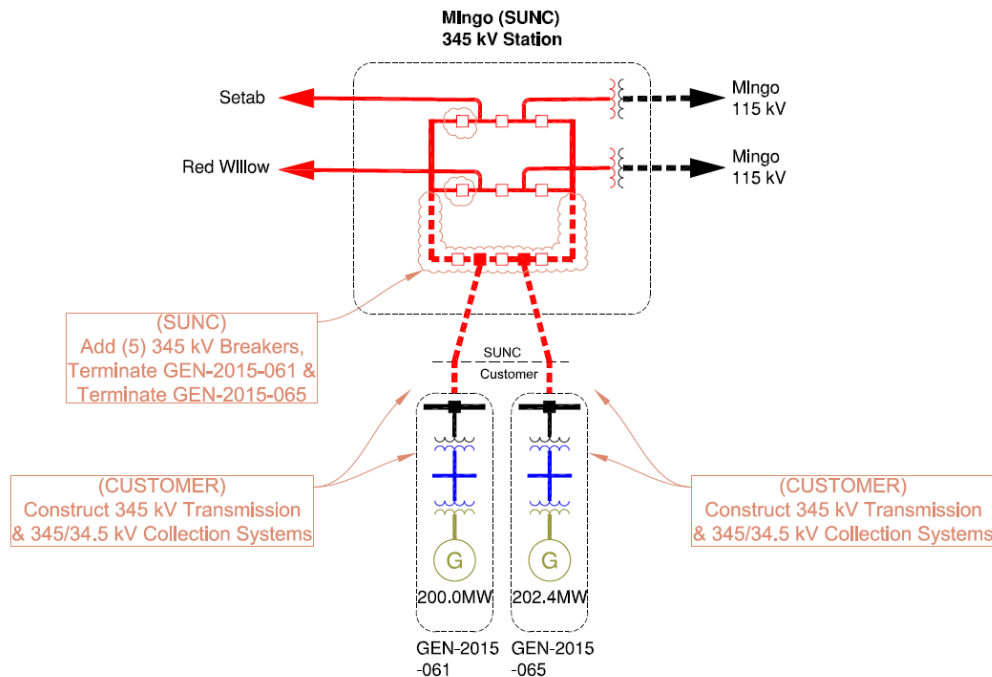 MIngo (SUNC)
345 kV Station
Setab
MIngo
115 kV
Red WIllow
MIngo
115 kV
(SUNC)
Add (5) 345 kV Breakers,
Terminate GEN-2015-061 &
Terminate GEN-2015-065
SUNC
Customer
(CUSTOMER)
Construct 345 kV Transmission
& 345/34.5 kV Collection Systems
(CUSTOMER)
Construct 345 kV Transmission
& 345/34.5 kV Collection Systems
G
G
200.0MW
202.4MW
GEN-2015
-061
GEN-2015
-065